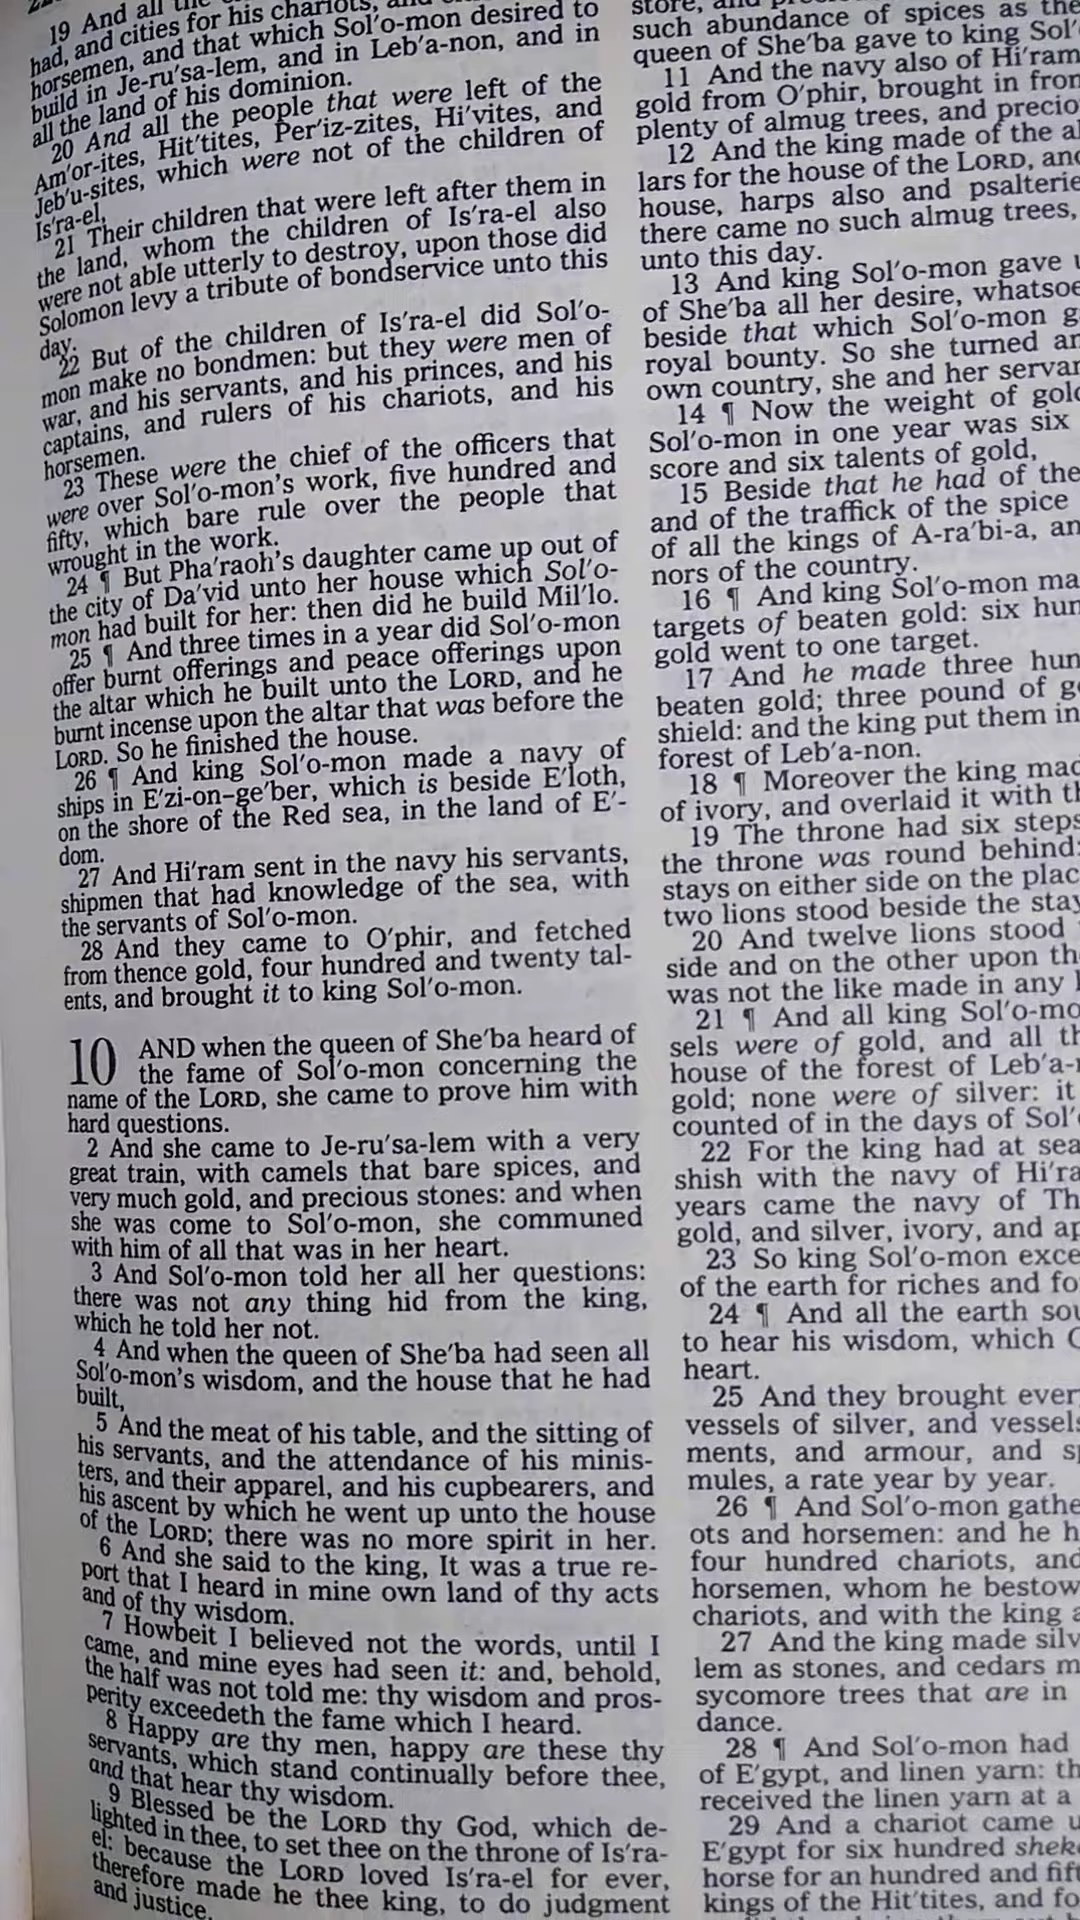 19 And all the
had, and cities for his chariots, and
horsemen, and that which Sol′o-mon desired to
build in Je-ru′sa-lem, and in Leb′a-non, and in
all the land of his dominion.
20 And all the people that were left of the
Am′or-ites, Hit′tites, Per′iz-zites, Hi′vites, and
Jeb′u-sites, which were not of the children of
Is′ra-el,
21 Their children that were left after them in
the land, whom the children of Is′ra-el also
were not able utterly to destroy, upon those did
Solomon levy a tribute of bondservice unto this
day.
22 But of the children of Is′ra-el did Sol′o-
mon make no bondmen: but they were men of
war, and his servants, and his princes, and his
captains, and rulers of his chariots, and his
horsemen.
23 These were the chief of the officers that
were over Sol′o-mon's work, five hundred and
fifty, which bare rule over the people that
wrought in the work.
24 ¶ But Pha′raoh's daughter came up out of
the city of Da′vid unto her house which Sol′o-
mon had built for her: then did he build Mil′lo.
25 ¶ And three times in a year did Sol′o-mon
offer burnt offerings and peace offerings upon
the altar which he built unto the LORD, and he
burnt incense upon the altar that was before the
LORD. So he finished the house.
26 ¶ And king Sol′o-mon made a navy of
ships in E′zi-on–ge′ber, which is beside E′loth,
on the shore of the Red sea, in the land of E′-
dom.
27 And Hi′ram sent in the navy his servants,
shipmen that had knowledge of the sea, with
the servants of Sol′o-mon.
28 And they came to O′phir, and fetched
from thence gold, four hundred and twenty tal-
ents, and brought it to king Sol′o-mon.
10 AND when the queen of She′ba heard of
the fame of Sol′o-mon concerning the
name of the LORD, she came to prove him with
hard questions.
2 And she came to Je-ru′sa-lem with a very
great train, with camels that bare spices, and
very much gold, and precious stones: and when
she was come to Sol′o-mon, she communed
with him of all that was in her heart.
3 And Sol′o-mon told her all her questions:
there was not any thing hid from the king,
which he told her not.
4 And when the queen of She′ba had seen all
Sol′o-mon's wisdom, and the house that he had
built,
5 And the meat of his table, and the sitting of
his servants, and the attendance of his minis-
ters, and their apparel, and his cupbearers, and
his ascent by which he went up unto the house
of the LORD; there was no more spirit in her.
6 And she said to the king, It was a true re-
port that I heard in mine own land of thy acts
and of thy wisdom.
7 Howbeit I believed not the words, until I
came, and mine eyes had seen it: and, behold,
the half was not told me: thy wisdom and pros-
perity exceedeth the fame which I heard.
8 Happy are thy men, happy are these thy
servants, which stand continually before thee,
and that hear thy wisdom.
9 Blessed be the LORD thy God, which de-
lighted in thee, to set thee on the throne of Is′ra-
el: because the LORD loved Is′ra-el for ever,
therefore made he thee king, to do judgment
and justice.
store, and
such abundance of spices as the
queen of She′ba gave to king Sol′
11 And the navy also of Hi′ram
gold from O′phir, brought in from
plenty of almug trees, and precio
12 And the king made of the al
lars for the house of the LORD, and
house, harps also and psalterie
there came no such almug trees,
unto this day.
13 And king Sol′o-mon gave u
of She′ba all her desire, whatsoe
beside that which Sol′o-mon g
royal bounty. So she turned an
own country, she and her servan
14 ¶ Now the weight of gold
Sol′o-mon in one year was six
score and six talents of gold,
15 Beside that he had of the
and of the traffick of the spice
of all the kings of A-ra′bi-a, an
nors of the country.
16 ¶ And king Sol′o-mon ma
targets of beaten gold: six hun
gold went to one target.
17 And he made three hun
beaten gold; three pound of go
shield: and the king put them in
forest of Leb′a-non.
18 ¶ Moreover the king mad
of ivory, and overlaid it with th
19 The throne had six steps
the throne was round behind:
stays on either side on the plac
two lions stood beside the stay
20 And twelve lions stood
side and on the other upon th
was not the like made in any
21 ¶ And all king Sol′o-mo
sels were of gold, and all th
house of the forest of Leb′a-n
gold; none were of silver: it
counted of in the days of Sol′o
22 For the king had at sea
shish with the navy of Hi′ra
years came the navy of Th
gold, and silver, ivory, and ap
23 So king Sol′o-mon exce
of the earth for riches and fo
24 ¶ And all the earth sou
to hear his wisdom, which
heart.
25 And they brought ever
vessels of silver, and vessels
ments, and armour, and sp
mules, a rate year by year.
26 ¶ And Sol′o-mon gathe
ots and horsemen: and he h
four hundred chariots, and
horsemen, whom he bestow
chariots, and with the king a
27 And the king made silv
lem as stones, and cedars m
sycomore trees that are in
dance.
28 ¶ And Sol′o-mon had
of E′gypt, and linen yarn: th
received the linen yarn at a
29 And a chariot came u
E′gypt for six hundred sheke
horse for an hundred and fift
kings of the Hit′tites, and fo